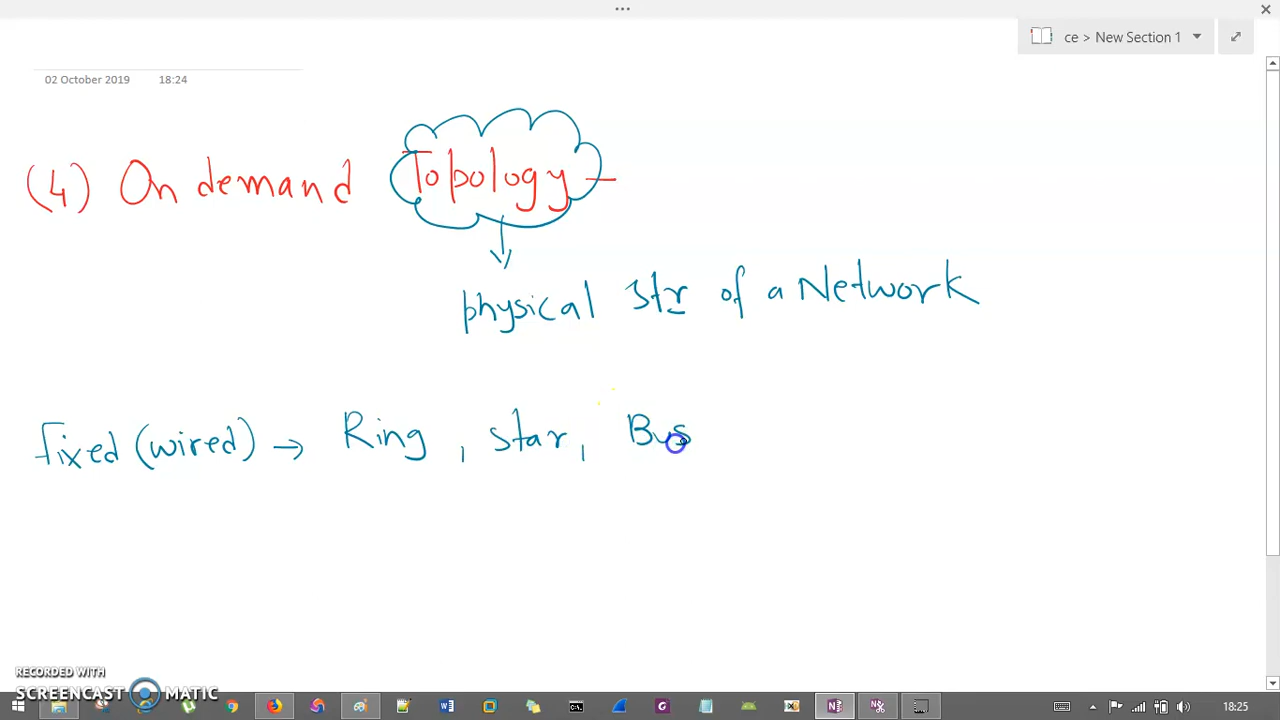 ce > New Section 1
02 October 2019 18:24
(4) On demand Topology -
physical str of a Network
fixed (wired) → Ring, star, Bus
RECORDED WITH
SCREENCAST MATIC
18:25